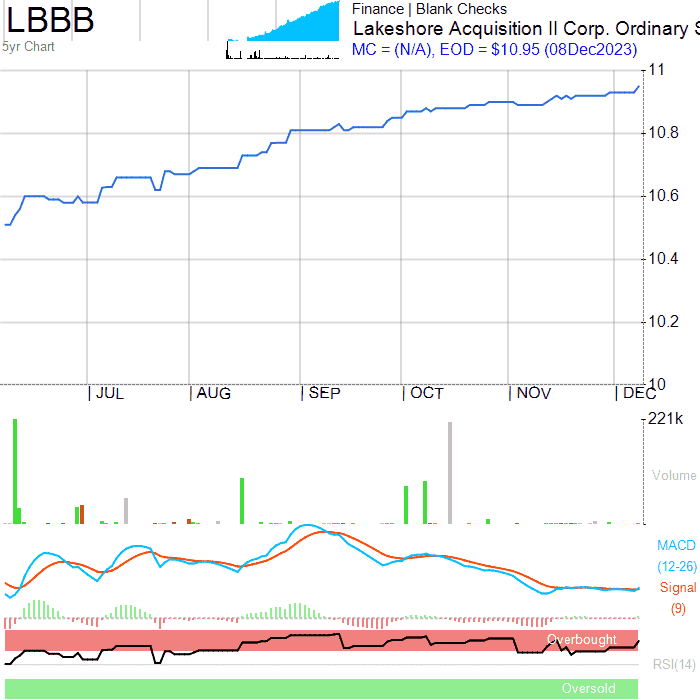 LBBB
5yr Chart
Finance | Blank Checks
Lakeshore Acquisition II Corp. Ordinary S
MC = (N/A), EOD = $10.95 (08Dec2023)
11
10.8
10.6
10.4
10.2
10
JUL AUG SEP OCT NOV DEC
221k
Volume
MACD
(12-26)
Signal
(9)
Overbought
RSI(14)
Oversold